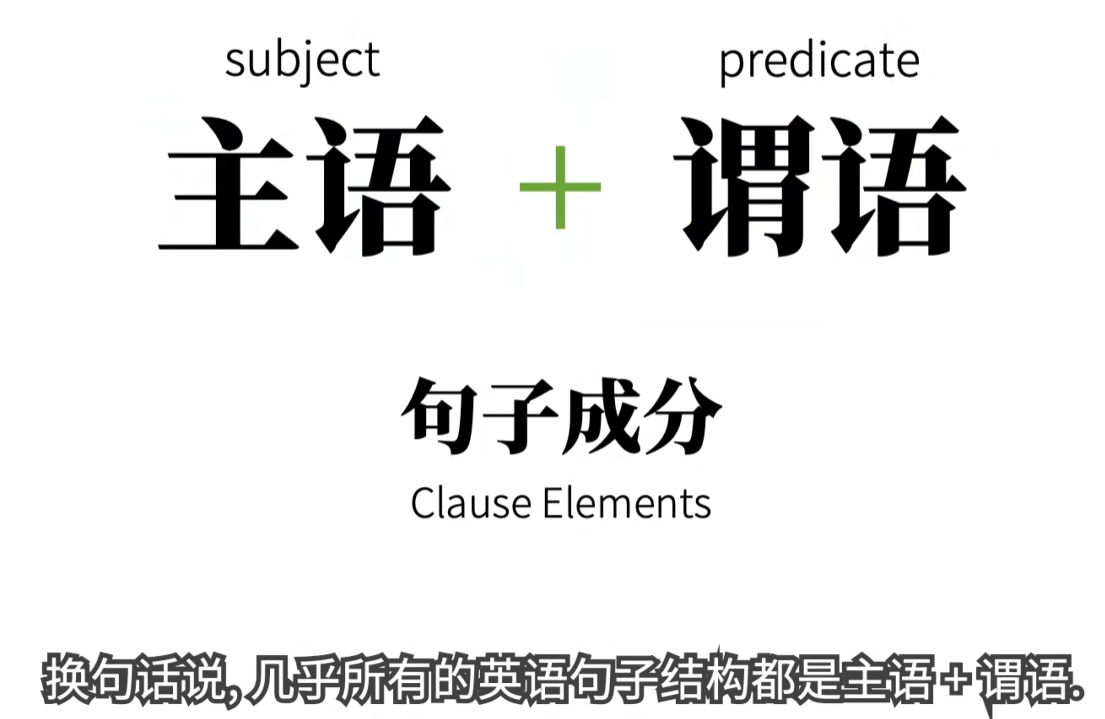 subject predicate
主语 + 谓语
句子成分
Clause Elements
换句话说, 几乎所有的英语句子结构都是主语+谓语.